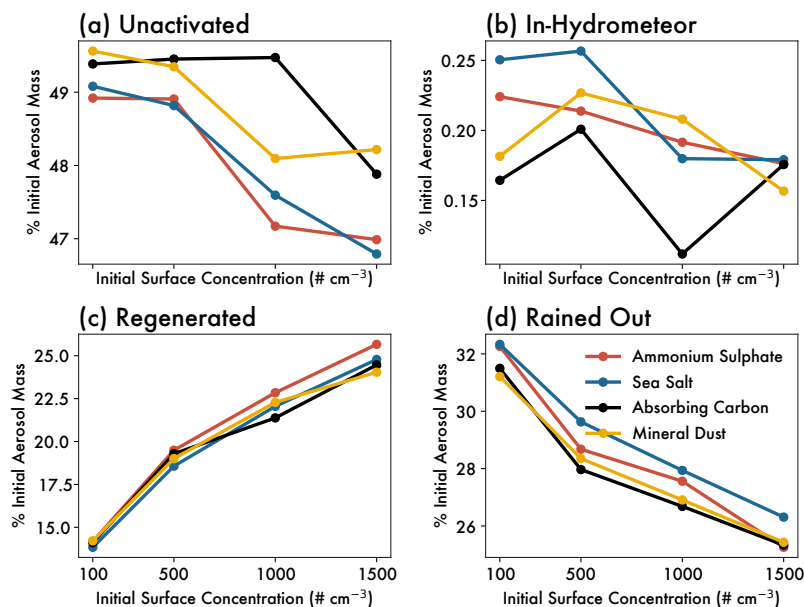 (a) Unactivated
(b) In-Hydrometeor
% Initial Aerosol Mass
49
48
47
Initial Surface Concentration (# cm⁻³)
% Initial Aerosol Mass
0.25
0.20
0.15
Initial Surface Concentration (# cm⁻³)
(c) Regenerated
(d) Rained Out
% Initial Aerosol Mass
25.0
22.5
20.0
17.5
15.0
100 500 1000 1500
Initial Surface Concentration (# cm⁻³)
% Initial Aerosol Mass
32
30
28
26
Ammonium Sulphate
Sea Salt
Absorbing Carbon
Mineral Dust
100 500 1000 1500
Initial Surface Concentration (# cm⁻³)